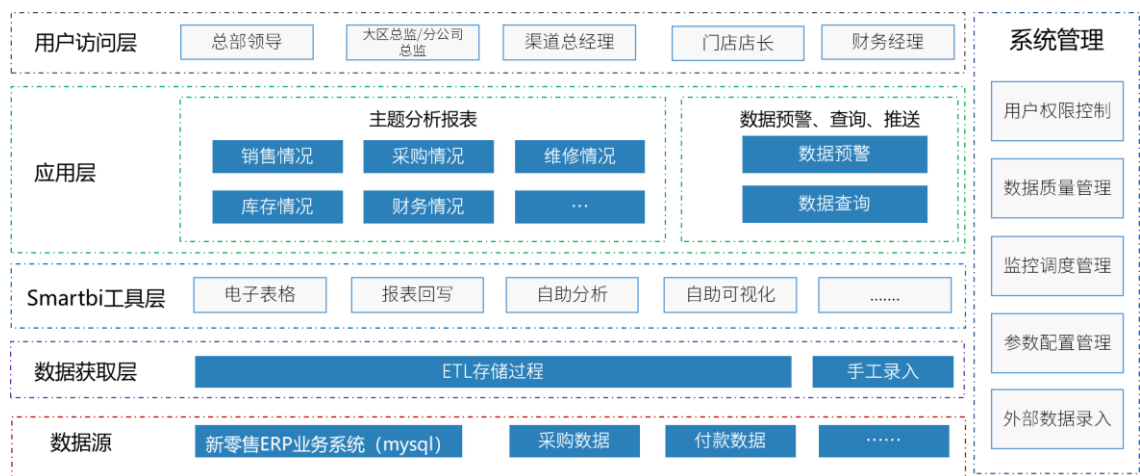 用户访问层
总部领导
大区总监/分公司
总监
渠道总经理
门店店长
财务经理
应用层
主题分析报表
销售情况
采购情况
维修情况
库存情况
财务情况
…
数据预警、查询、推送
数据预警
数据查询
Smartbi工具层
电子表格
报表回写
自助分析
自助可视化
.......
数据获取层
ETL存储过程
手工录入
数据源
新零售ERP业务系统（mysql）
采购数据
付款数据
……
系统管理
用户权限控制
数据质量管理
监控调度管理
参数配置管理
外部数据录入